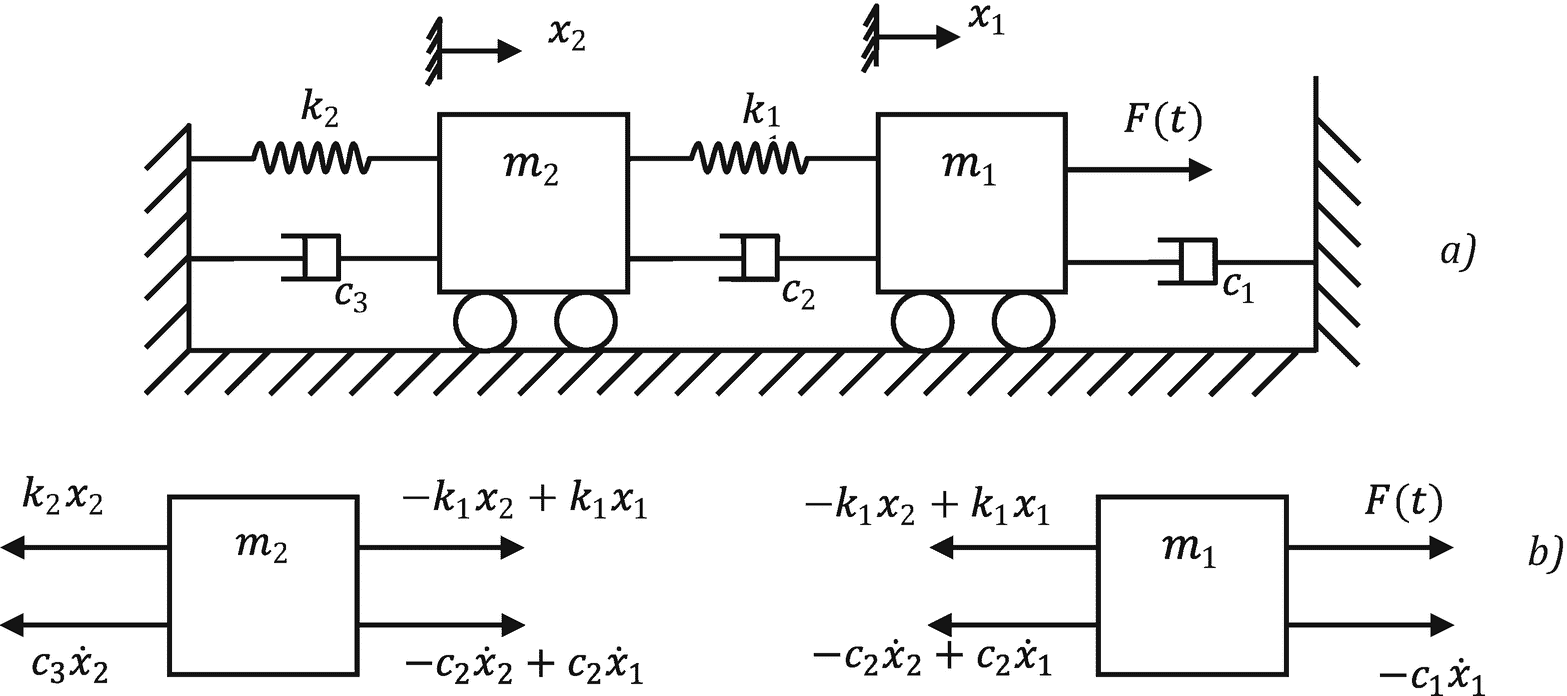 x₂ x₁
k₂ k₁ F(t)
m₂ m₁
a)
c₃ c₂ c₁
k₂x₂ −k₁x₂ + k₁x₁ −k₁x₂ + k₁x₁ F(t)
m₂ m₁ b)
c₃ẋ₂ −c₂ẋ₂ + c₂ẋ₁ −c₂ẋ₂ + c₂ẋ₁ −c₁ẋ₁